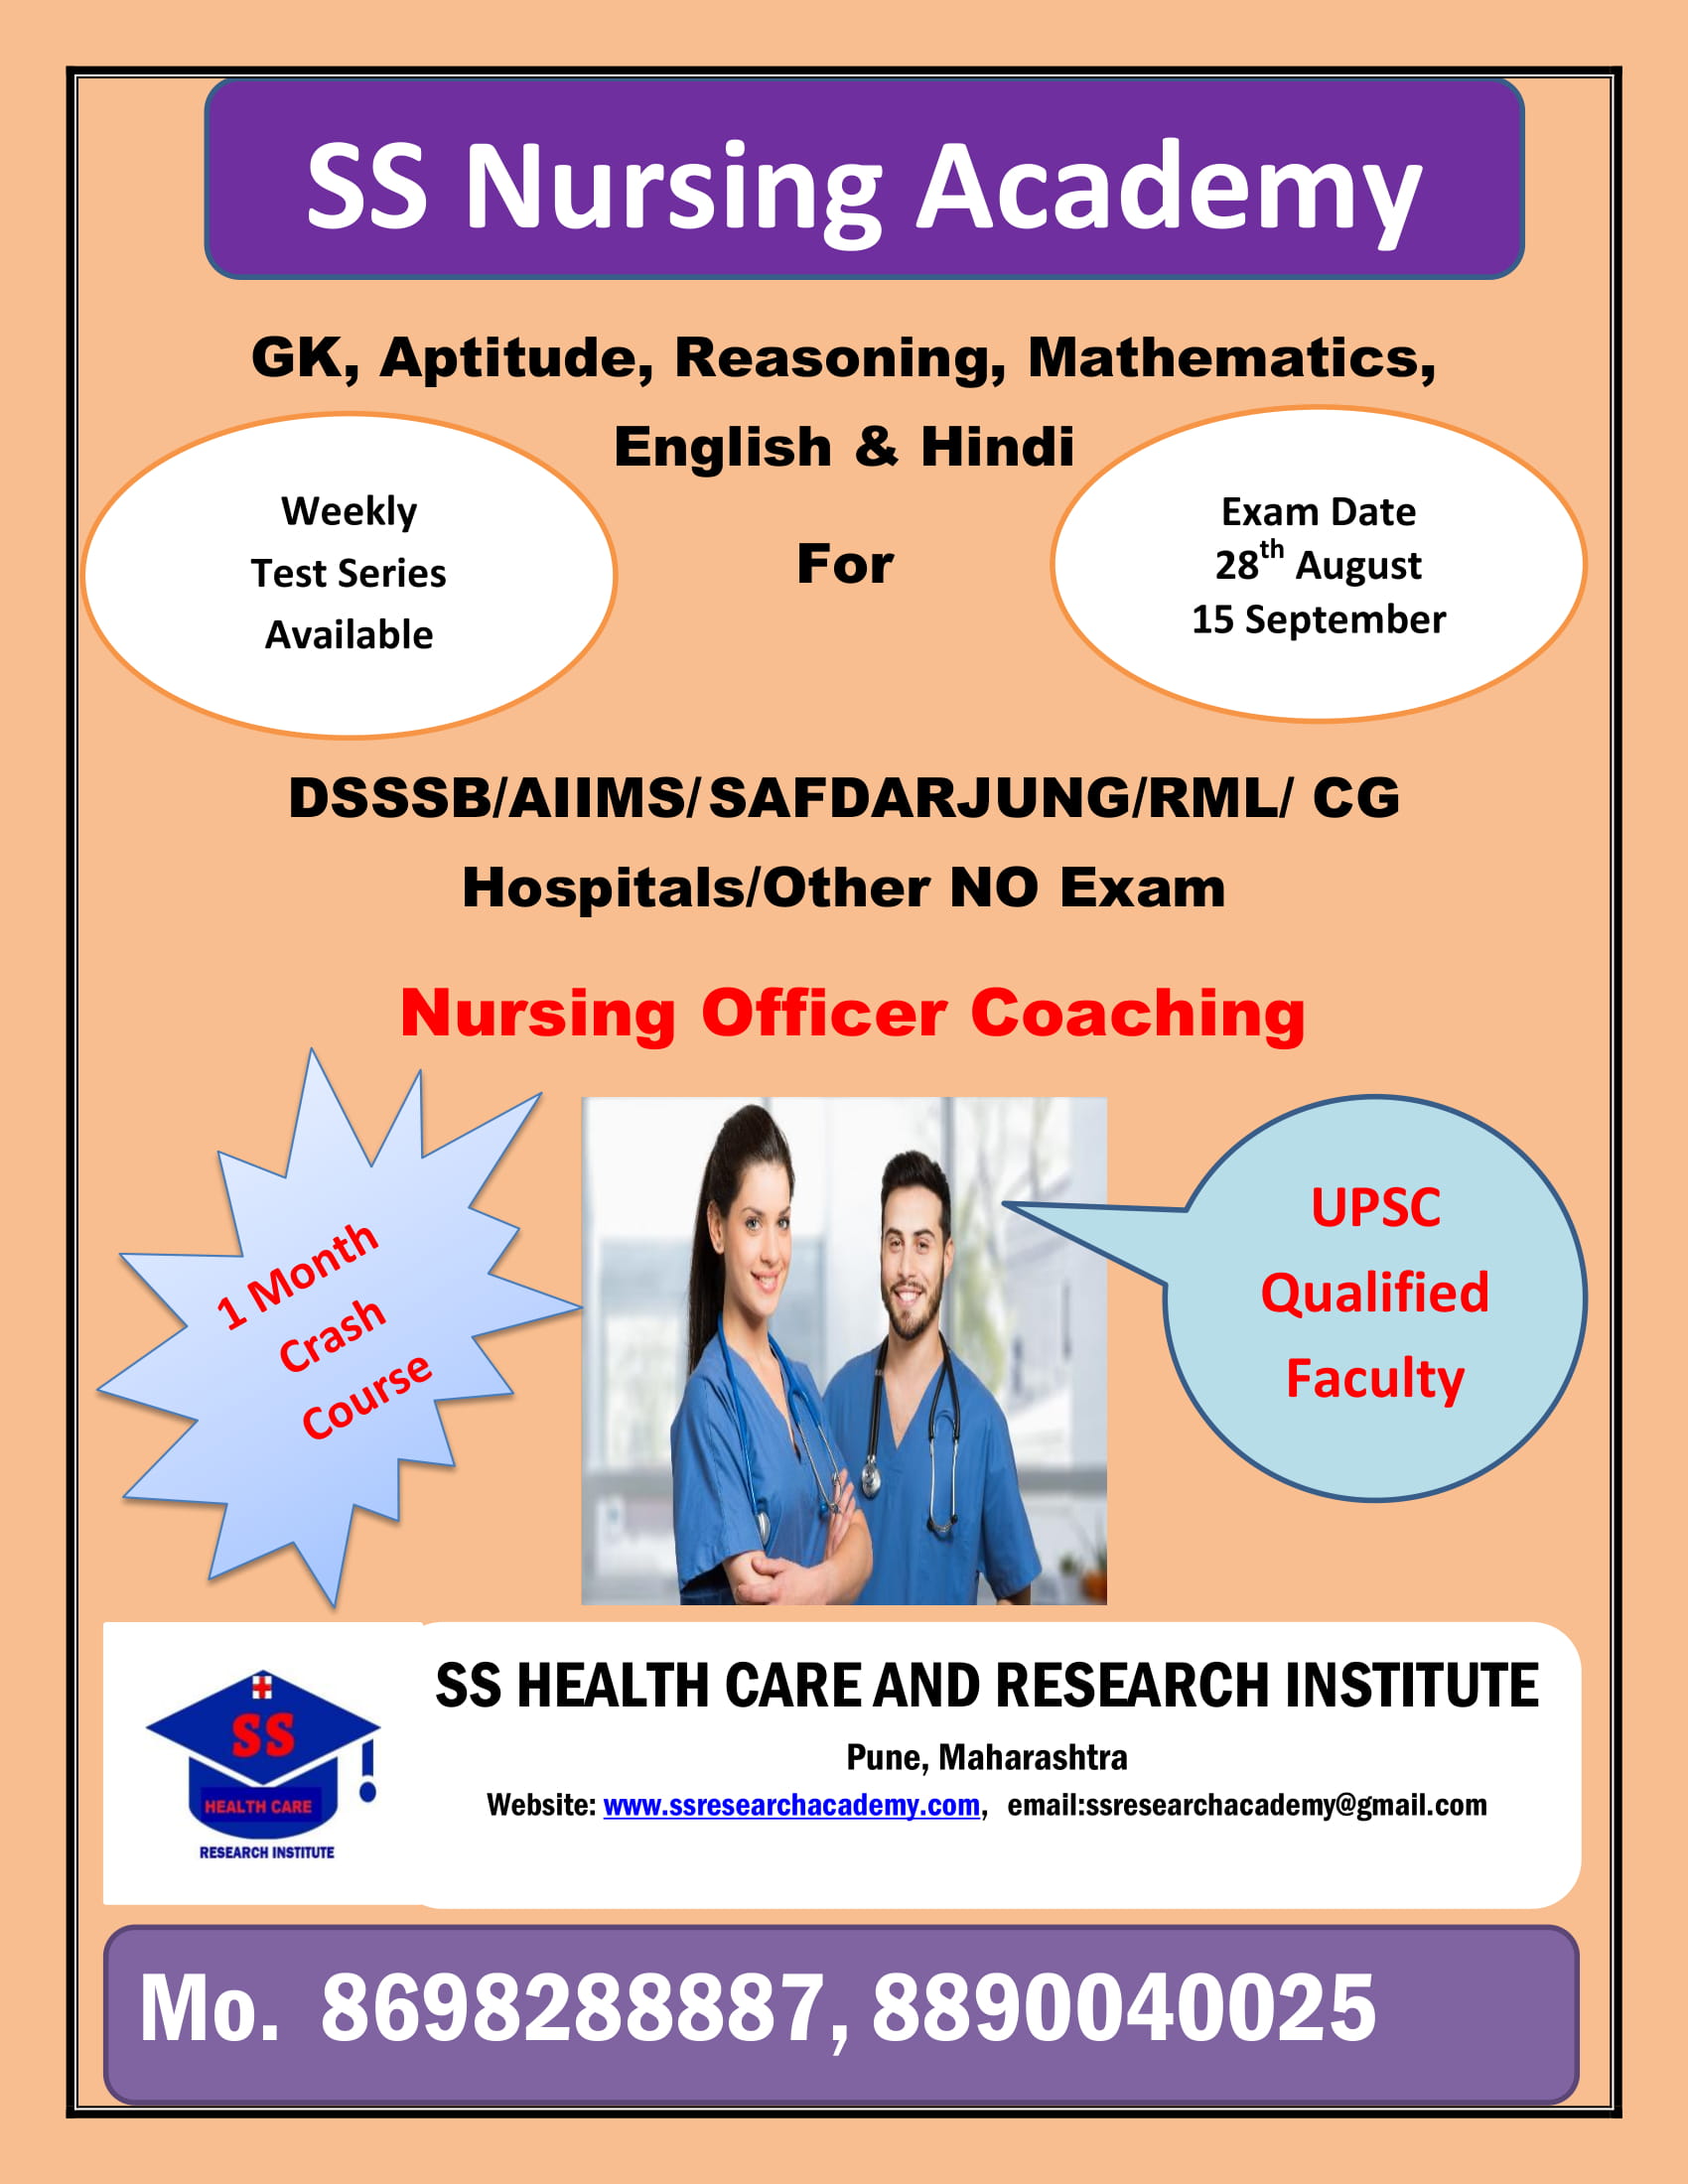 SS Nursing Academy
GK, Aptitude, Reasoning, Mathematics,
English & Hindi
For
Weekly
Test Series
Available
Exam Date
28th August
15 September
DSSSB/AIIMS/SAFDARJUNG/RML/ CG
Hospitals/Other NO Exam
Nursing Officer Coaching
1 Month
Crash
Course
UPSC
Qualified
Faculty
SS
HEALTH CARE
RESEARCH INSTITUTE
SS HEALTH CARE AND RESEARCH INSTITUTE
Pune, Maharashtra
Website: www.ssresearchacademy.com, email:ssresearchacademy@gmail.com
Mo. 8698288887, 8890040025